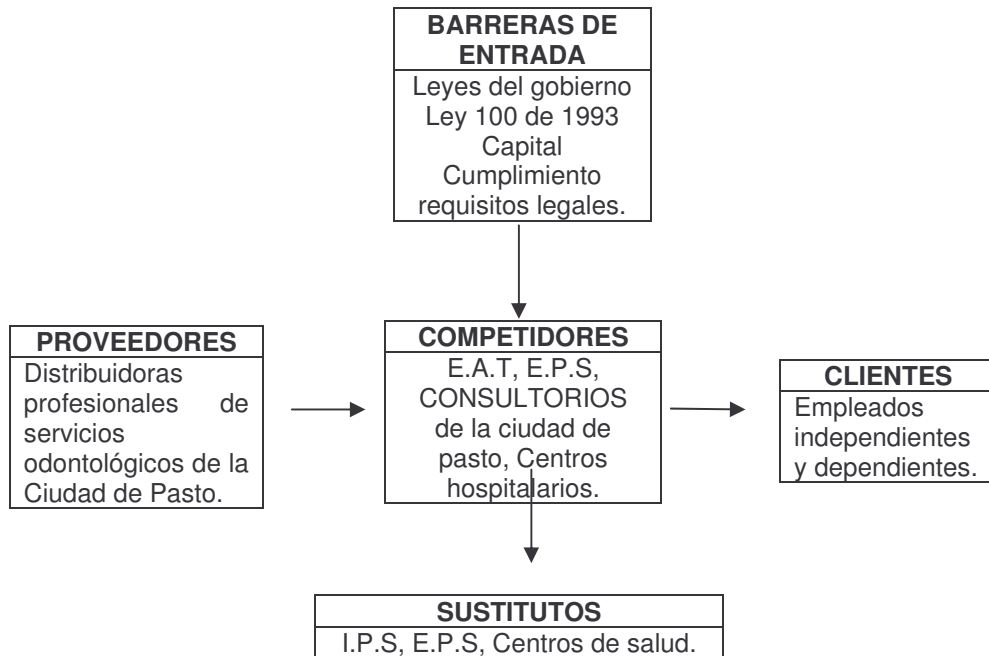 BARRERAS DE
ENTRADA
Leyes del gobierno
Ley 100 de 1993
Capital
Cumplimiento
requisitos legales.
PROVEEDORES
Distribuidoras
profesionales de
servicios
odontológicos de la
Ciudad de Pasto.
COMPETIDORES
E.A.T, E.P.S,
CONSULTORIOS
de la ciudad de
pasto, Centros
hospitalarios.
CLIENTES
Empleados
independientes
y dependientes.
SUSTITUTOS
I.P.S, E.P.S, Centros de salud.